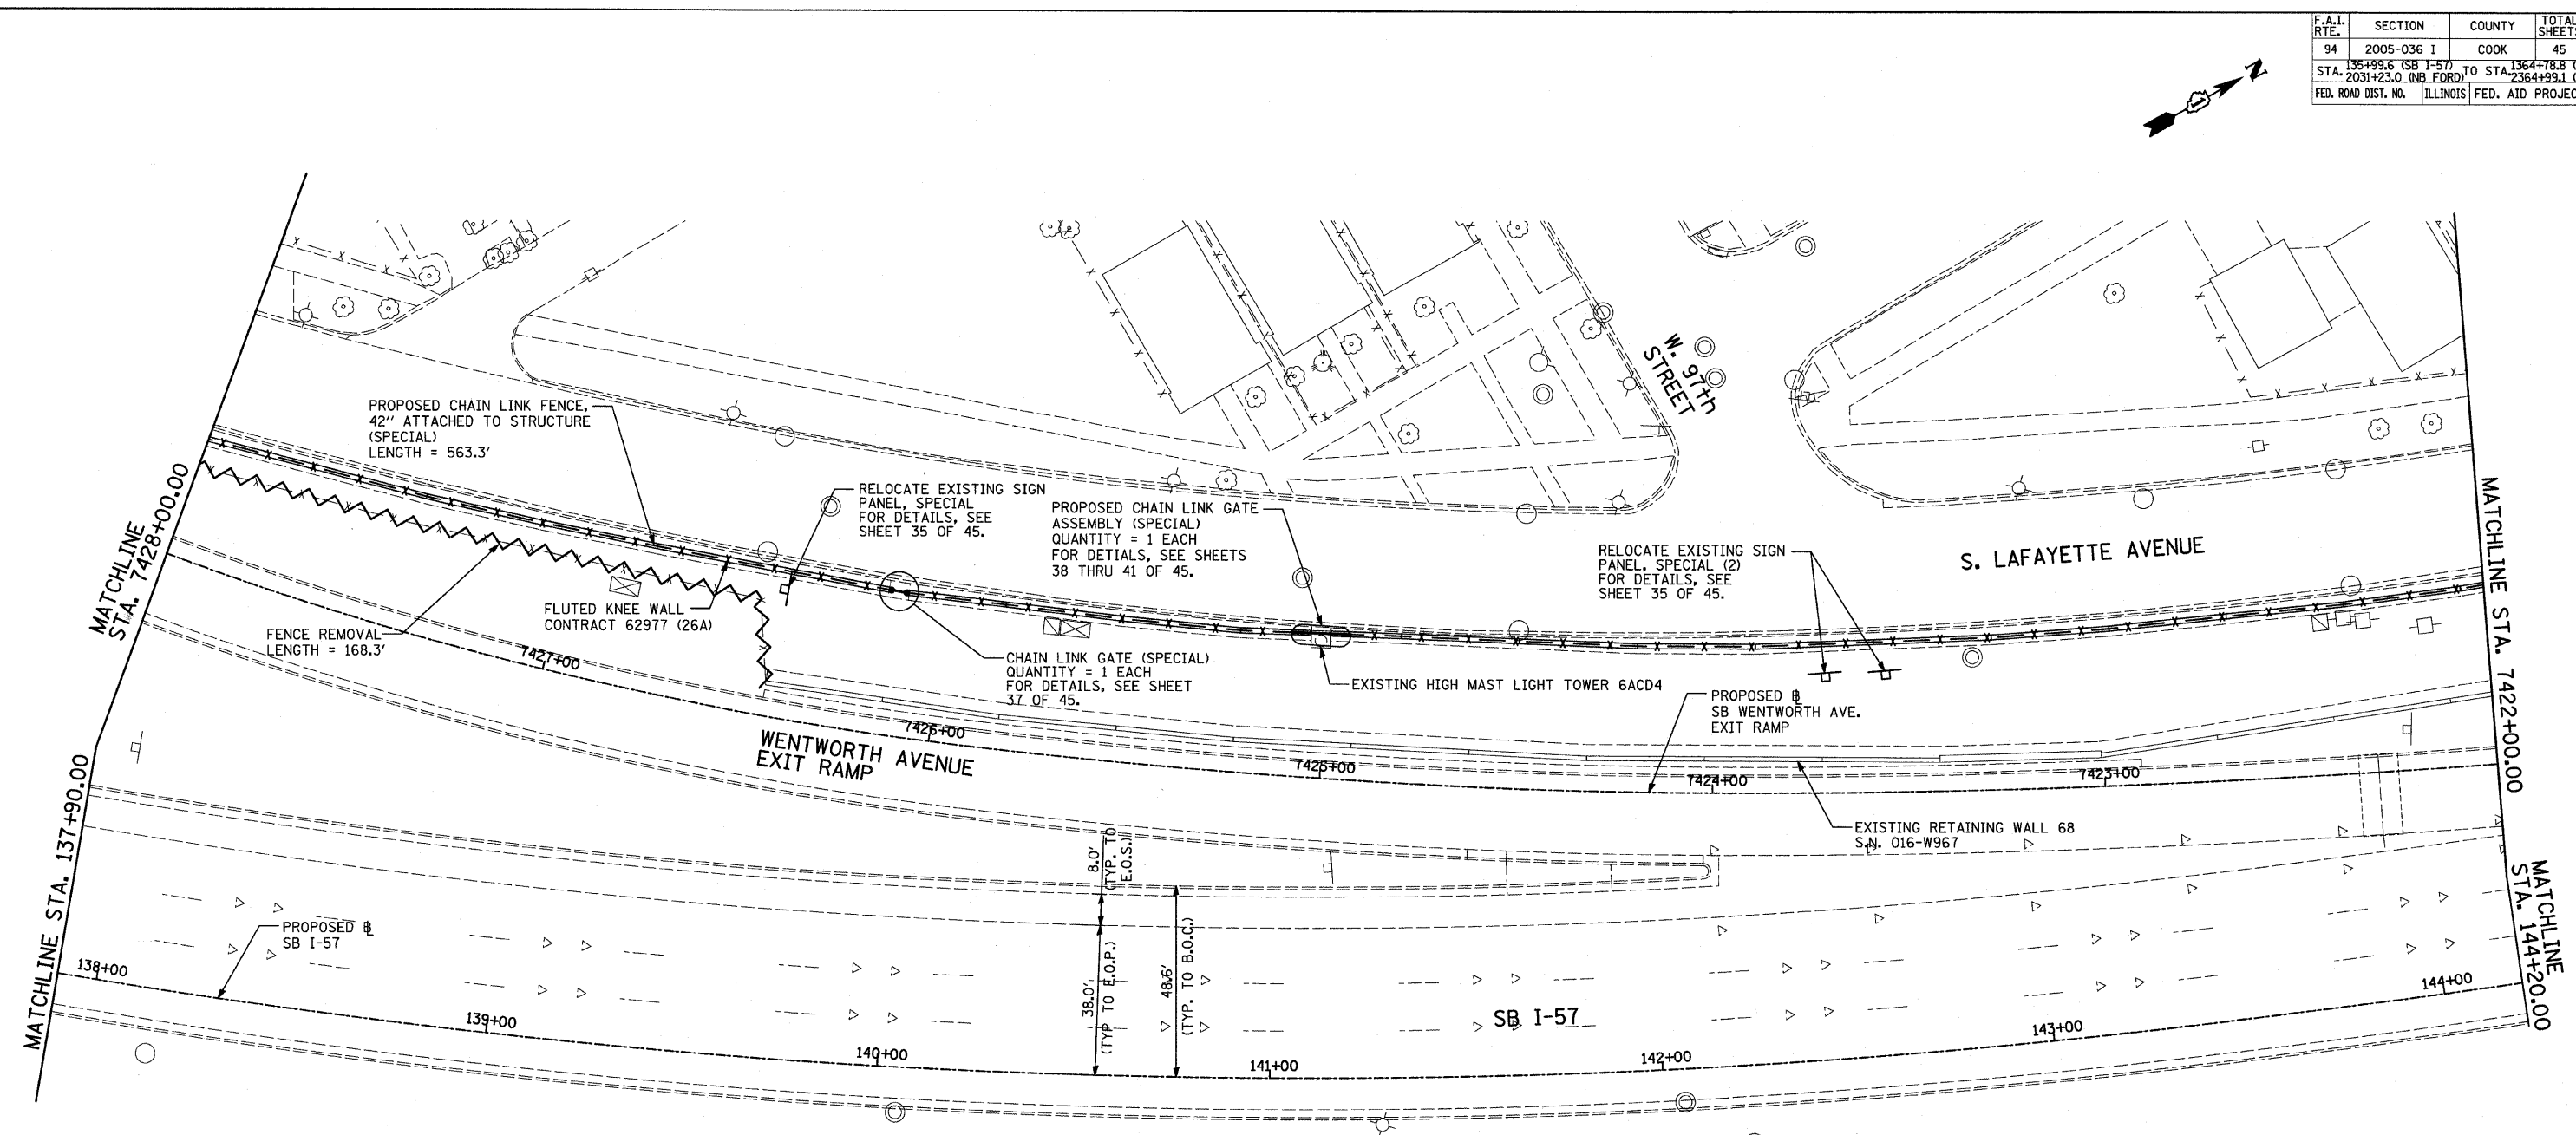 F.A.I. RTE. SECTION COUNTY TOTAL SHEETS
94 2005-036 I COOK 45
STA. 135+99.6 (SB I-57) TO STA. 1364+78.8 (
2031+23.0 (NB FORD) 2364+99.1 (
FED. ROAD DIST. NO. ILLINOIS FED. AID PROJEC
N
PROPOSED CHAIN LINK FENCE,
42" ATTACHED TO STRUCTURE
(SPECIAL)
LENGTH = 563.3'
RELOCATE EXISTING SIGN
PANEL, SPECIAL
FOR DETAILS, SEE
SHEET 35 OF 45.
PROPOSED CHAIN LINK GATE
ASSEMBLY (SPECIAL)
QUANTITY = 1 EACH
FOR DETIALS, SEE SHEETS
38 THRU 41 OF 45.
W. 97th
STREET
RELOCATE EXISTING SIGN
PANEL, SPECIAL (2)
FOR DETAILS, SEE
SHEET 35 OF 45.
S. LAFAYETTE AVENUE
MATCHLINE
STA. 7428+00.00
MATCHLINE STA. 7422+00.00
FENCE REMOVAL
LENGTH = 168.3'
FLUTED KNEE WALL
CONTRACT 62977 (26A)
CHAIN LINK GATE (SPECIAL)
QUANTITY = 1 EACH
FOR DETAILS, SEE SHEET
37 OF 45.
EXISTING HIGH MAST LIGHT TOWER 6ACD4
PROPOSED BL
SB WENTWORTH AVE.
EXIT RAMP
7427+00
7426+00
7425+00
7424+00
7423+00
WENTWORTH AVENUE
EXIT RAMP
EXISTING RETAINING WALL 68
S.N. 016-W967
MATCHLINE STA. 137+90.00
MATCHLINE
STA. 144+20.00
8.0'
(TYP. TO
E.O.S.)
38.0'
(TYP TO E.O.P.)
48.6'
(TYP. TO B.O.C.)
PROPOSED BL
SB I-57
SB I-57
138+00
139+00
140+00
141+00
142+00
143+00
144+00